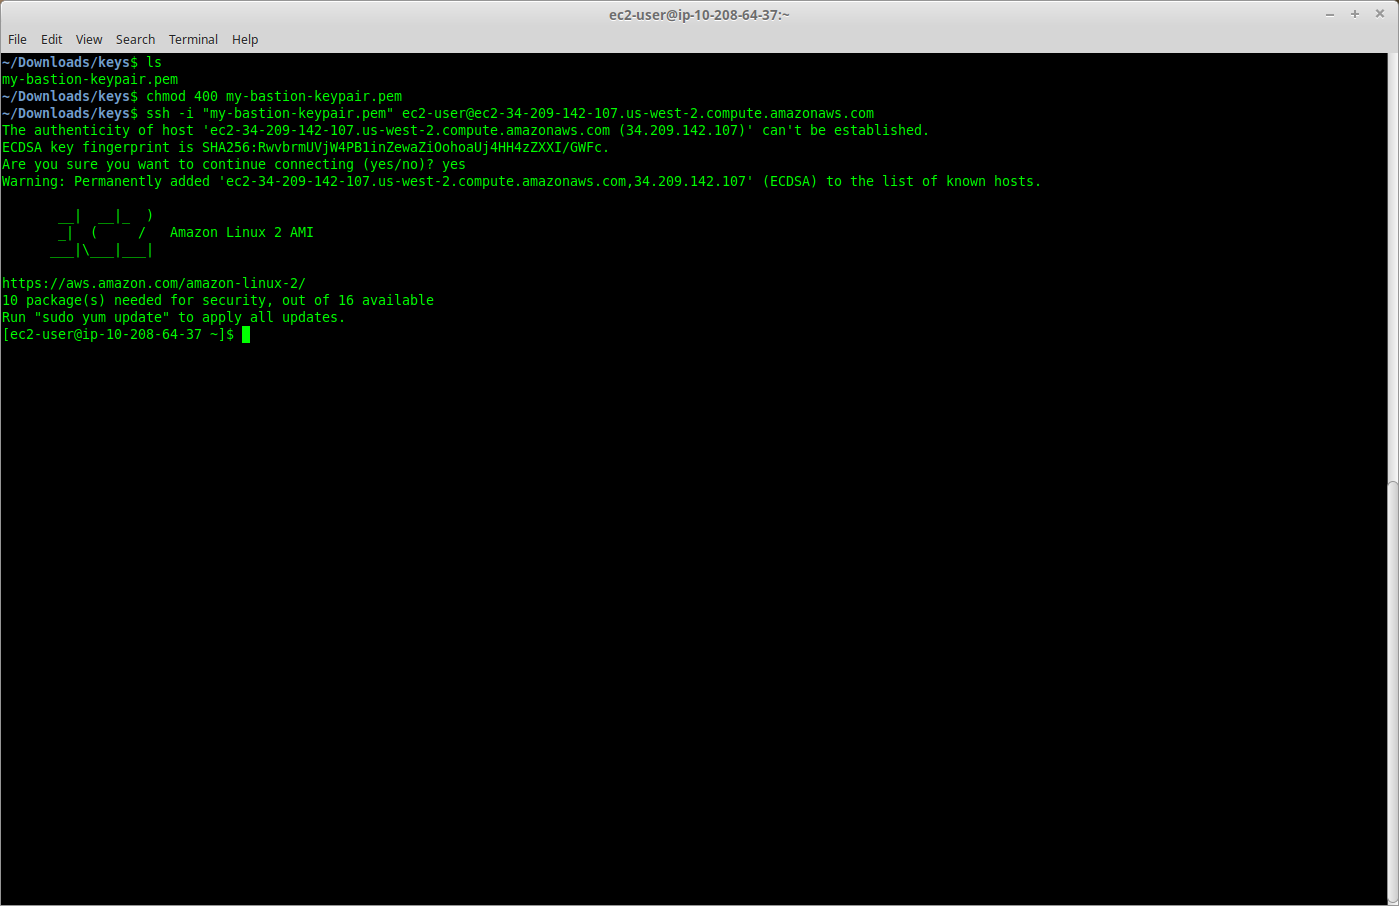 ec2-user@ip-10-208-64-37:~
File Edit View Search Terminal Help
~/Downloads/keys$ ls
my-bastion-keypair.pem
~/Downloads/keys$ chmod 400 my-bastion-keypair.pem
~/Downloads/keys$ ssh -i "my-bastion-keypair.pem" ec2-user@ec2-34-209-142-107.us-west-2.compute.amazonaws.com
The authenticity of host 'ec2-34-209-142-107.us-west-2.compute.amazonaws.com (34.209.142.107)' can't be established.
ECDSA key fingerprint is SHA256:RwvbrmUVjW4PB1inZewaZiOohoaUj4HH4zZXXI/GWFc.
Are you sure you want to continue connecting (yes/no)? yes
Warning: Permanently added 'ec2-34-209-142-107.us-west-2.compute.amazonaws.com,34.209.142.107' (ECDSA) to the list of known hosts.
       __|  __|_  )
       _|  (     /   Amazon Linux 2 AMI
      ___|\___|___|
https://aws.amazon.com/amazon-linux-2/
10 package(s) needed for security, out of 16 available
Run "sudo yum update" to apply all updates.
[ec2-user@ip-10-208-64-37 ~]$